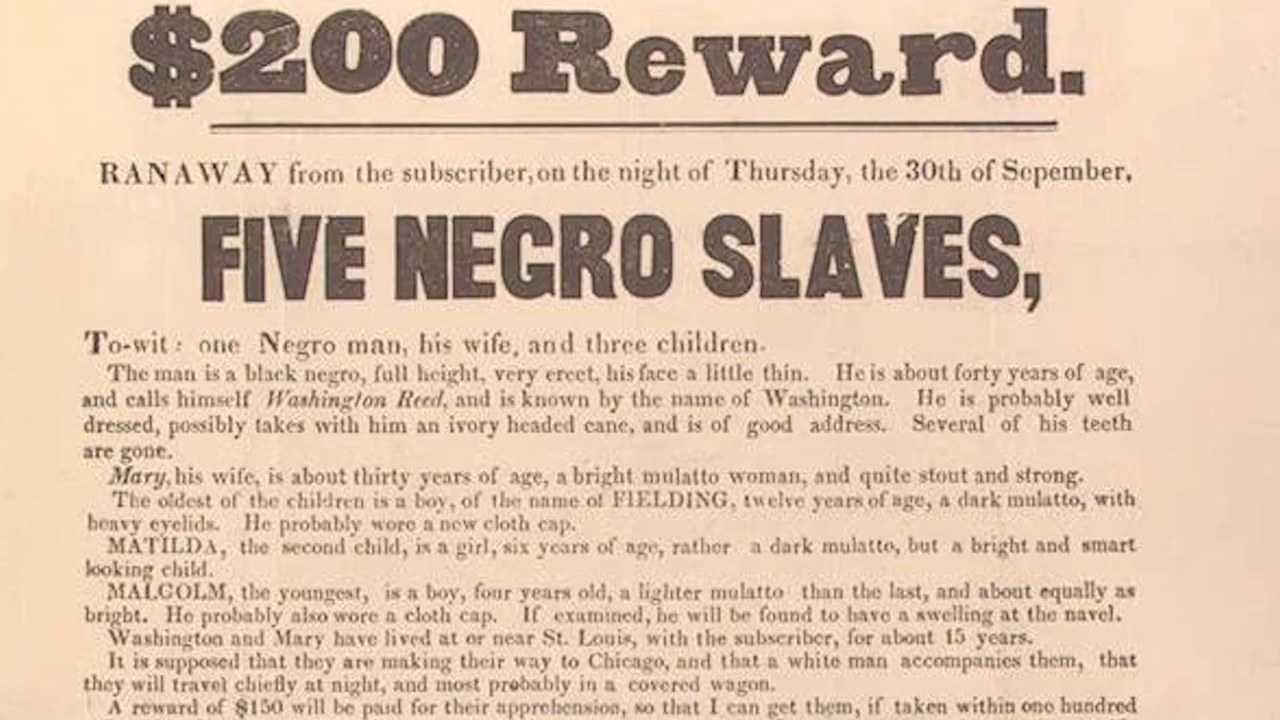 $200 Reward.
RANAWAY from the subscriber, on the night of Thursday, the 30th of Sepember,
FIVE NEGRO SLAVES,
To-wit: one Negro man, his wife, and three children.
The man is a black negro, full height, very erect, his face a little thin. He is about forty years of age,
and calls himself Washington Reed, and is known by the name of Washington. He is probably well
dressed, possibly takes with him an ivory headed cane, and is of good address. Several of his teeth
are gone.
Mary, his wife, is about thirty years of age, a bright mulatto woman, and quite stout and strong.
The oldest of the children is a boy, of the name of FIELDING, twelve years of age, a dark mulatto, with
heavy eyelids. He probably wore a new cloth cap.
MATILDA, the second child, is a girl, six years of age, rather a dark mulatto, but a bright and smart
looking child.
MALCOLM, the youngest, is a boy, four years old, a lighter mulatto than the last, and about equally as
bright. He probably also wore a cloth cap. If examined, he will be found to have a swelling at the navel.
Washington and Mary have lived at or near St. Louis, with the subscriber, for about 15 years.
It is supposed that they are making their way to Chicago, and that a white man accompanies them, that
they will travel chiefly at night, and most probably in a covered wagon.
A reward of $150 will be paid for their apprehension, so that I can get them, if taken within one hundred